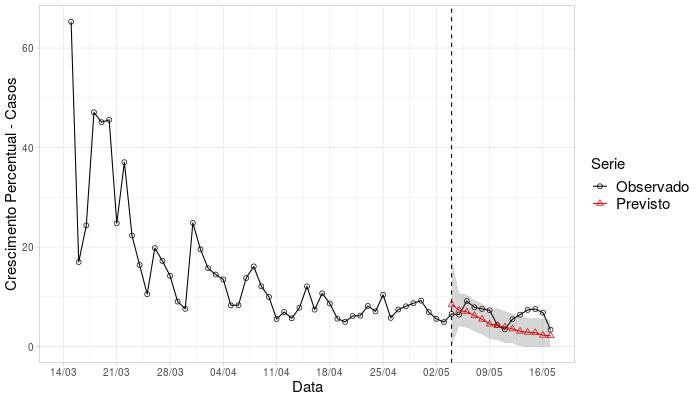 Crescimento Percentual - Casos
60
40
20
0
14/03 21/03 28/03 04/04 11/04 18/04 25/04 02/05 09/05 16/05
Data
Serie
Observado
Previsto